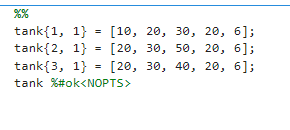 %%
tank{1, 1} = [10, 20, 30, 20, 6];
tank{2, 1} = [20, 30, 50, 20, 6];
tank{3, 1} = [20, 30, 40, 20, 6];
tank %#ok<NOPTS>